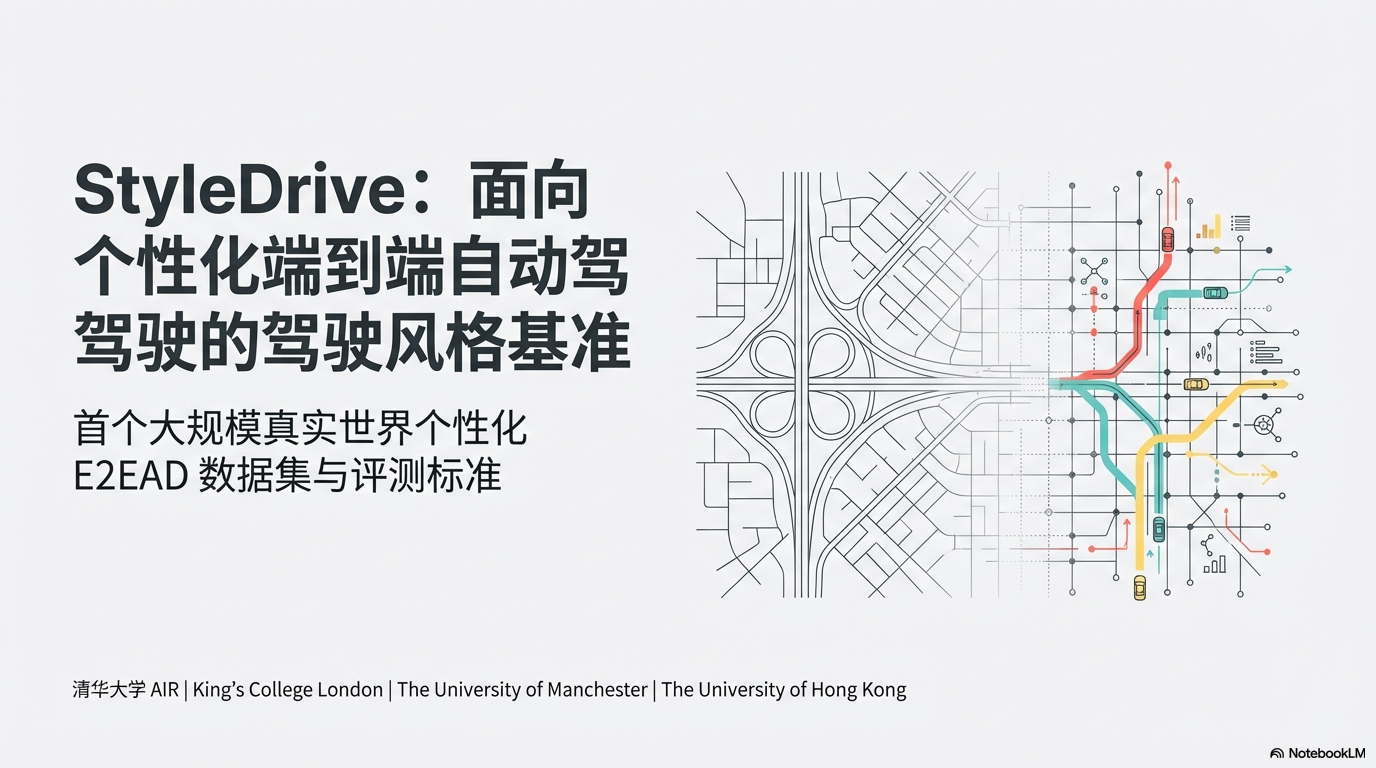 StyleDrive：面向
个性化端到端自动驾
驾驶的驾驶风格基准
首个大规模真实世界个性化
E2EAD 数据集与评测标准
清华大学 AIR | King's College London | The University of Manchester | The University of Hong Kong
NotebookLM